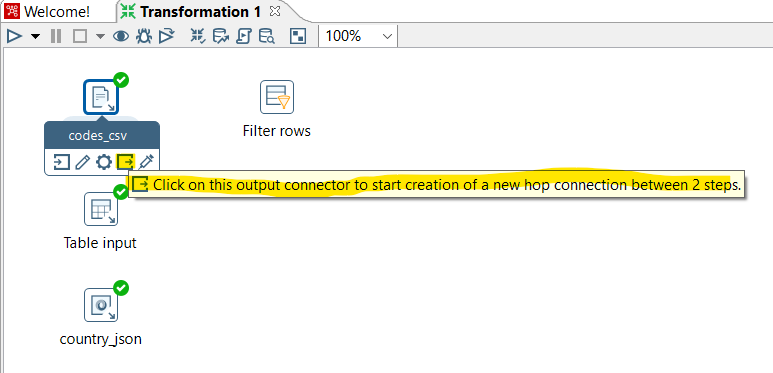 Welcome!
Transformation 1
100%
codes_csv
Filter rows
Click on this output connector to start creation of a new hop connection between 2 steps.
Table input
country_json